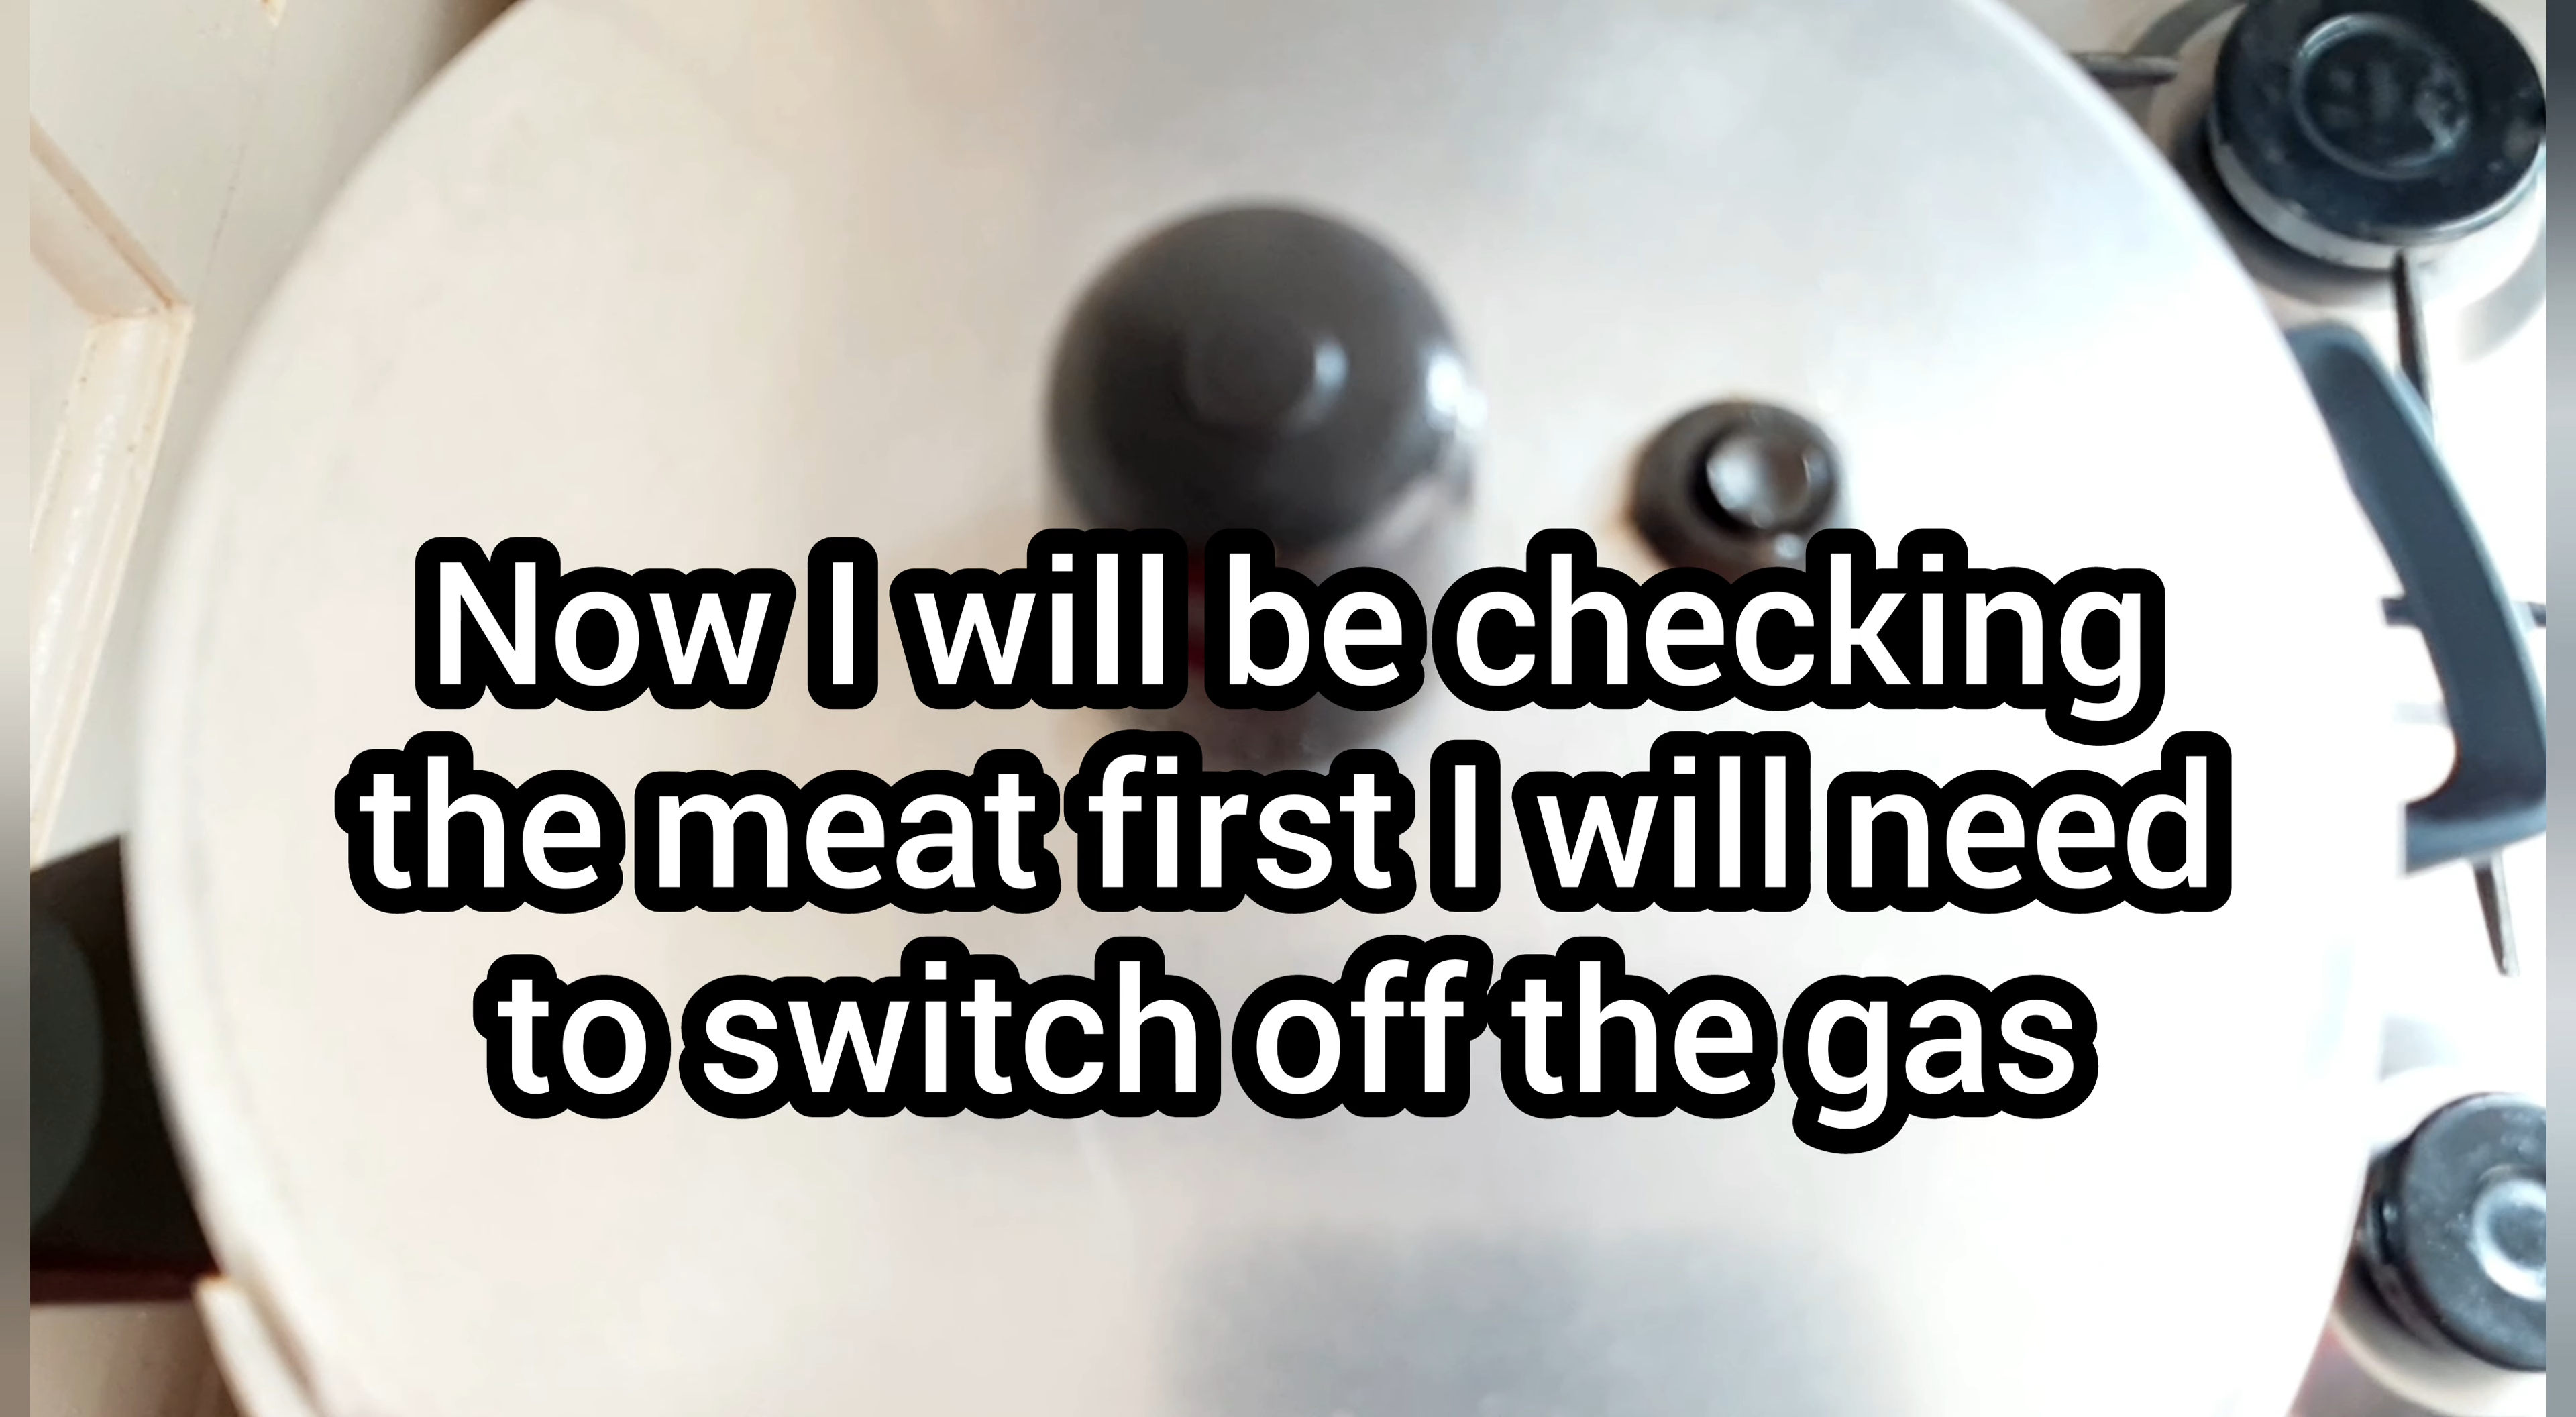 Now I will be checking
the meat first I will need
to switch off the gas